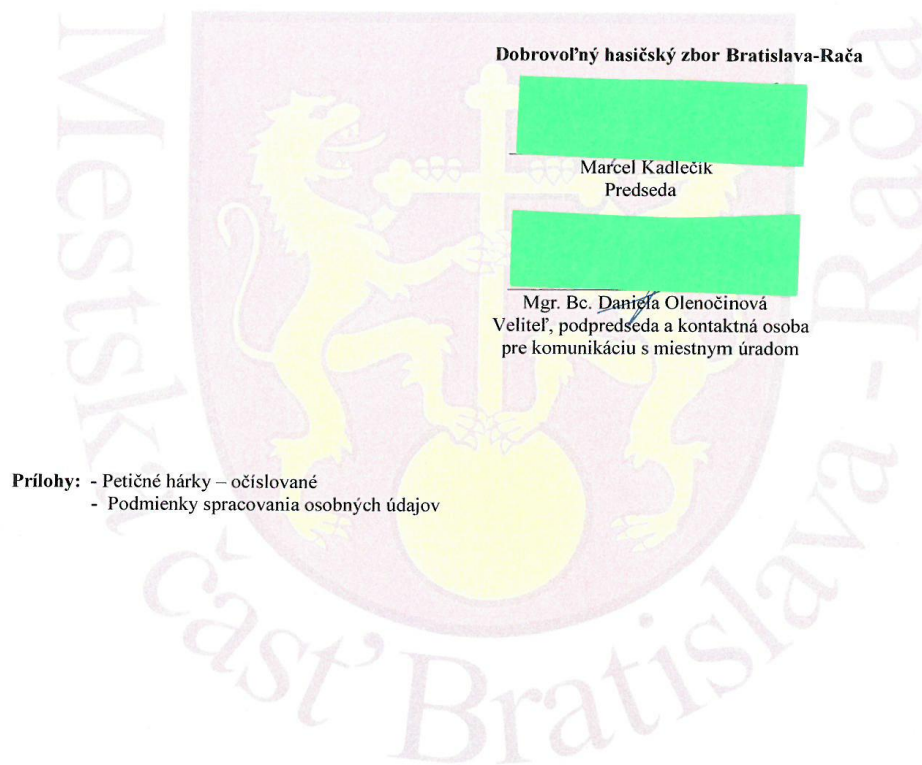 Dobrovoľný hasičský zbor Bratislava-Rača
Marcel Kadlečik
Predseda
Mgr. Bc. Daniela Olenočinová
Veliteľ, podpredseda a kontaktná osoba
pre komunikáciu s miestnym úradom
Prílohy: - Petičné hárky – očíslované
- Podmienky spracovania osobných údajov
Mestská časť Bratislava - Rača